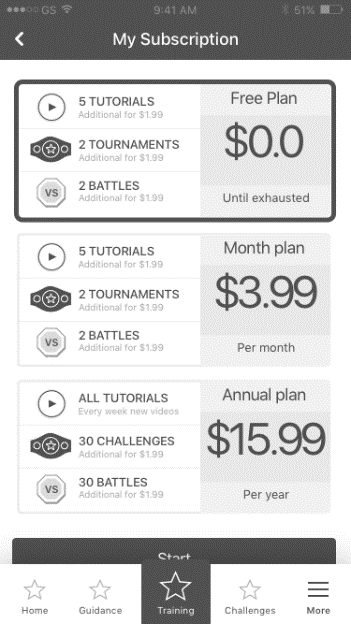 GS 9:41 AM 51%
My Subscription
5 TUTORIALS
Additional for $1.99
2 TOURNAMENTS
Additional for $1.99
VS
2 BATTLES
Additional for $1.99
Free Plan
$0.0
Until exhausted
5 TUTORIALS
Additional for $1.99
2 TOURNAMENTS
Additional for $1.99
VS
2 BATTLES
Additional for $1.99
Month plan
$3.99
Per month
ALL TUTORIALS
Every week new videos
30 CHALLENGES
Additional for $1.99
VS
30 BATTLES
Additional for $1.99
Annual plan
$15.99
Per year
Start
Home Guidance Training Challenges More